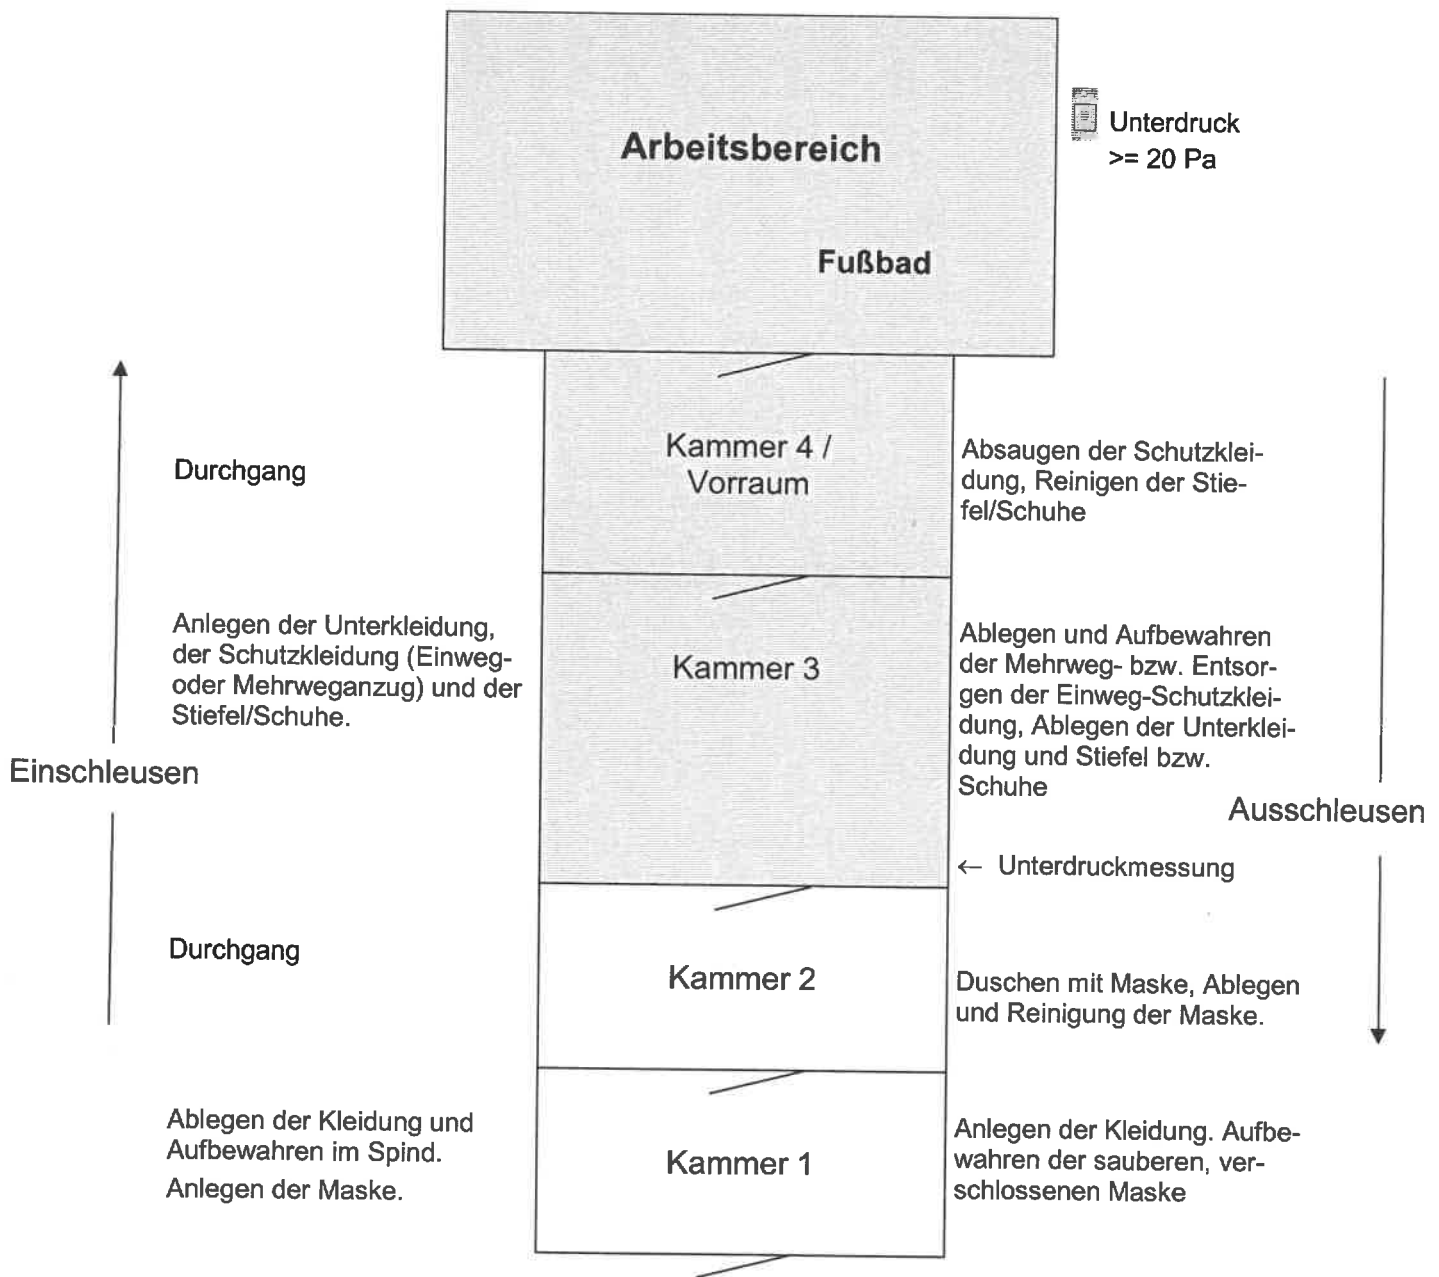 Arbeitsbereich
Unterdruck
>= 20 Pa
Fußbad
Durchgang
Kammer 4 /
Vorraum
Absaugen der Schutzklei-
dung, Reinigen der Stie-
fel/Schuhe
Anlegen der Unterkleidung,
der Schutzkleidung (Einweg-
oder Mehrweganzug) und der
Stiefel/Schuhe.
Kammer 3
Ablegen und Aufbewahren
der Mehrweg- bzw. Entsor-
gen der Einweg-Schutzklei-
dung, Ablegen der Unterklei-
dung und Stiefel bzw.
Schuhe
Einschleusen
Ausschleusen
← Unterdruckmessung
Durchgang
Kammer 2
Duschen mit Maske, Ablegen
und Reinigung der Maske.
Ablegen der Kleidung und
Aufbewahren im Spind.
Anlegen der Maske.
Kammer 1
Anlegen der Kleidung. Aufbe-
wahren der sauberen, ver-
schlossenen Maske